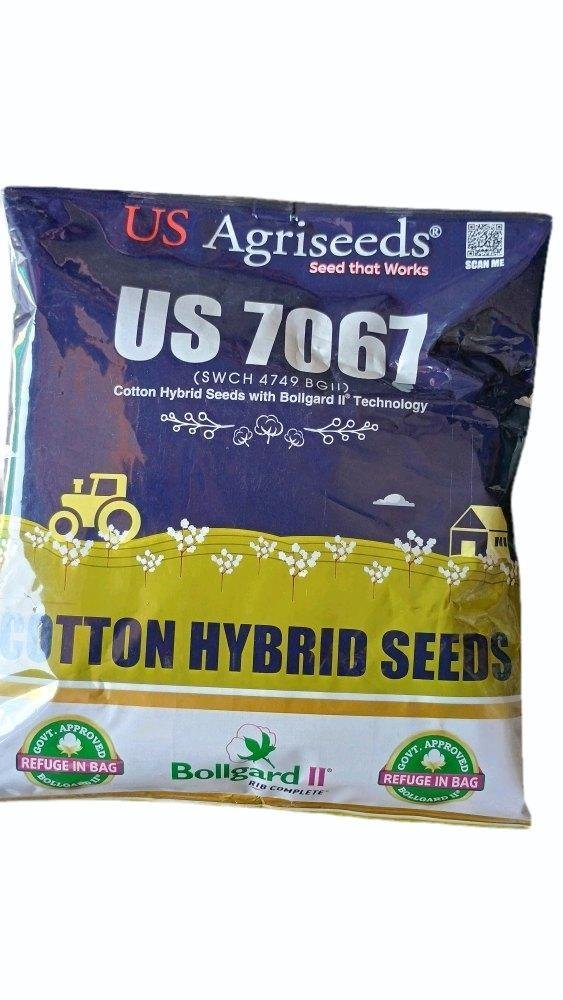 US Agriseeds®
Seed that Works
SCAN ME
US 7067
(SWCH 4749 BGII)
Cotton Hybrid Seeds with Bollgard II® Technology
COTTON HYBRID SEEDS
GOVT. APPROVED
REFUGE IN BAG
BOLLGARD II®
Bollgard II®
RIB COMPLETE™
GOVT. APPROVED
REFUGE IN BAG
BOLLGARD II®